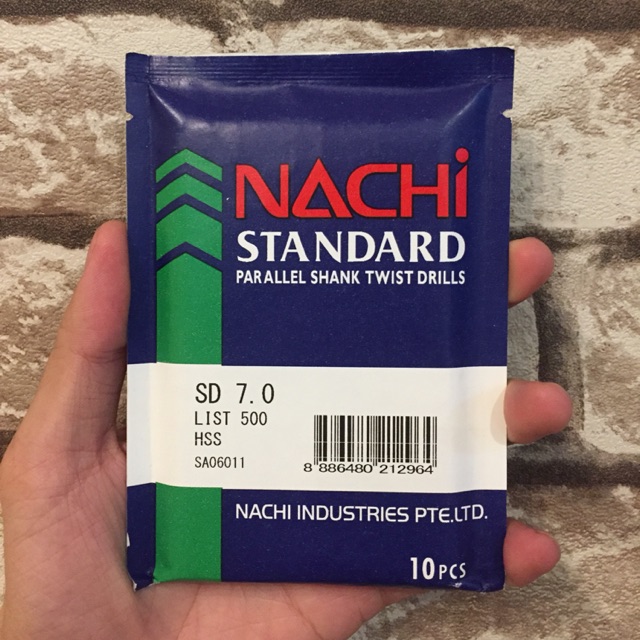 NACHi
STANDARD
PARALLEL SHANK TWIST DRILLS
SD 7.0
LIST 500
HSS
SA06011
8 886480 212964
NACHI INDUSTRIES PTE.LTD.
10PCS